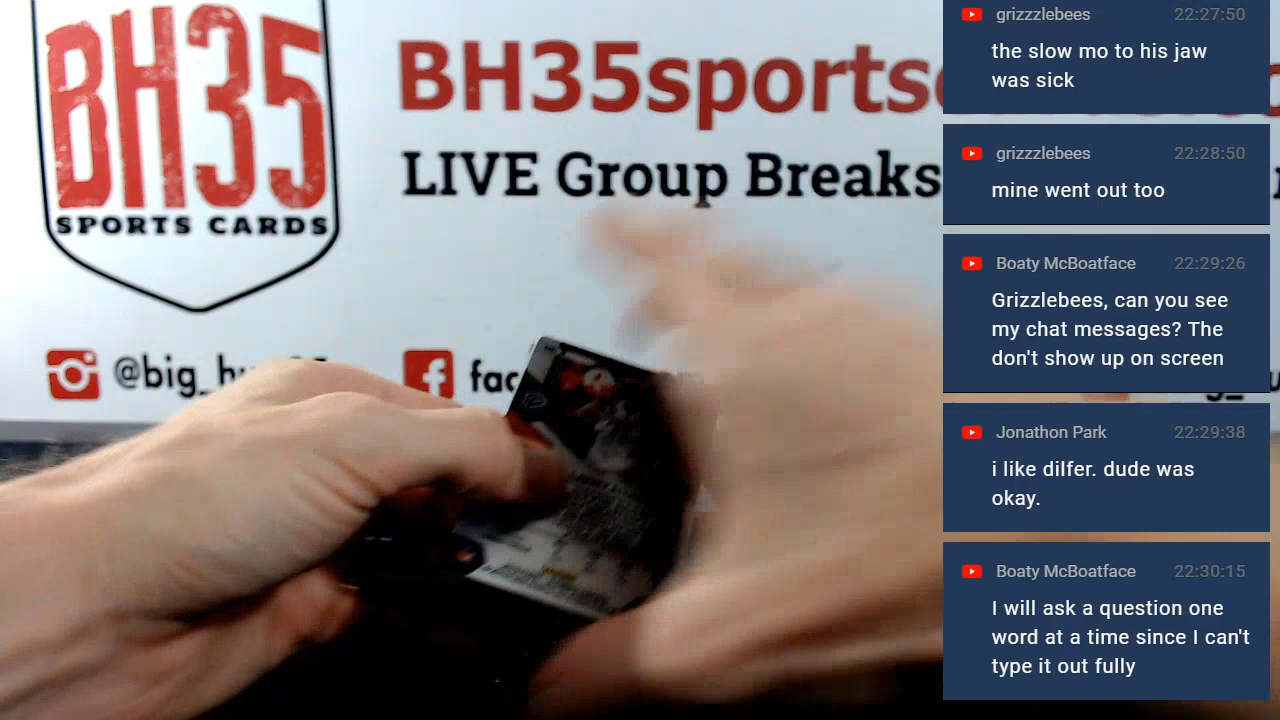 BH35
SPORTS CARDS
BH35sports
LIVE Group Breaks
@big_hu
fac
grizzzlebees 22:27:50
the slow mo to his jaw
was sick
grizzzlebees 22:28:50
mine went out too
Boaty McBoatface 22:29:26
Grizzlebees, can you see
my chat messages? The
don't show up on screen
Jonathon Park 22:29:38
i like dilfer. dude was
okay.
Boaty McBoatface 22:30:15
I will ask a question one
word at a time since I can't
type it out fully